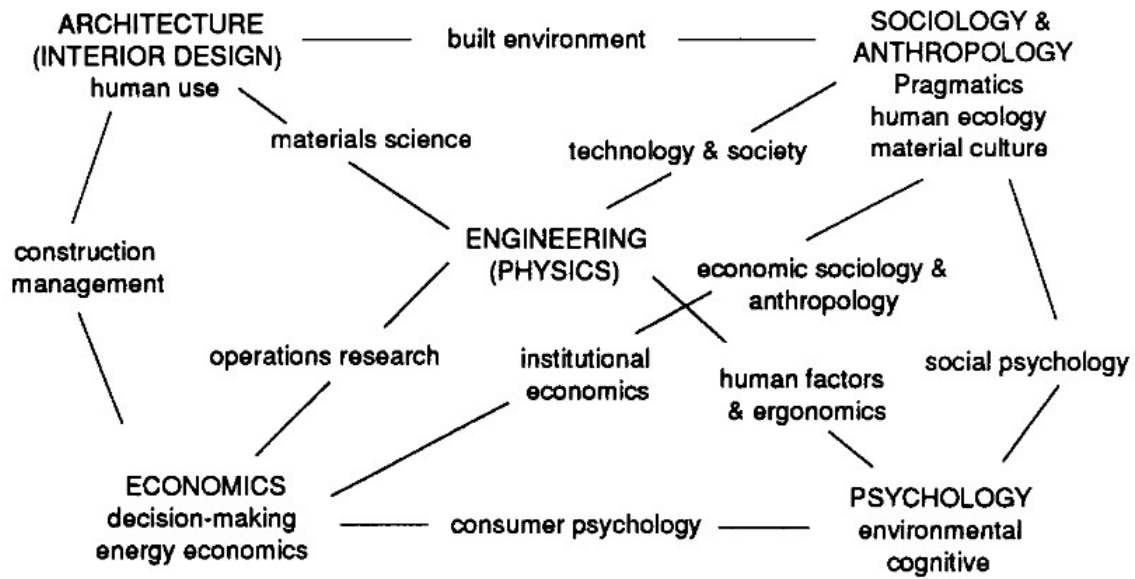 ARCHITECTURE
(INTERIOR DESIGN)
human use
built environment
SOCIOLOGY &
ANTHROPOLOGY
Pragmatics
human ecology
material culture
materials science
technology & society
ENGINEERING
(PHYSICS)
construction
management
economic sociology &
anthropology
operations research
institutional
economics
human factors
& ergonomics
social psychology
ECONOMICS
decision-making
energy economics
consumer psychology
PSYCHOLOGY
environmental
cognitive